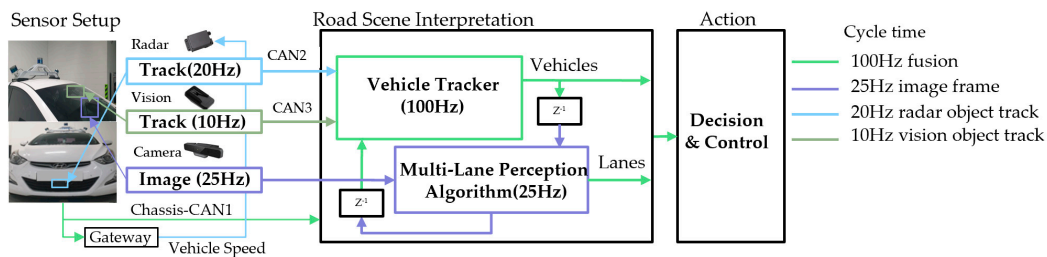 Sensor Setup
Road Scene Interpretation
Action
Radar
CAN2
Track(20Hz)
Vision
CAN3
Track (10Hz)
Camera
Image (25Hz)
Chassis-CAN1
Gateway
Vehicle Speed
Vehicle Tracker
(100Hz)
Vehicles
Z-1
Multi-Lane Perception
Algorithm(25Hz)
Lanes
Z-1
Decision
& Control
Cycle time
100Hz fusion
25Hz image frame
20Hz radar object track
10Hz vision object track